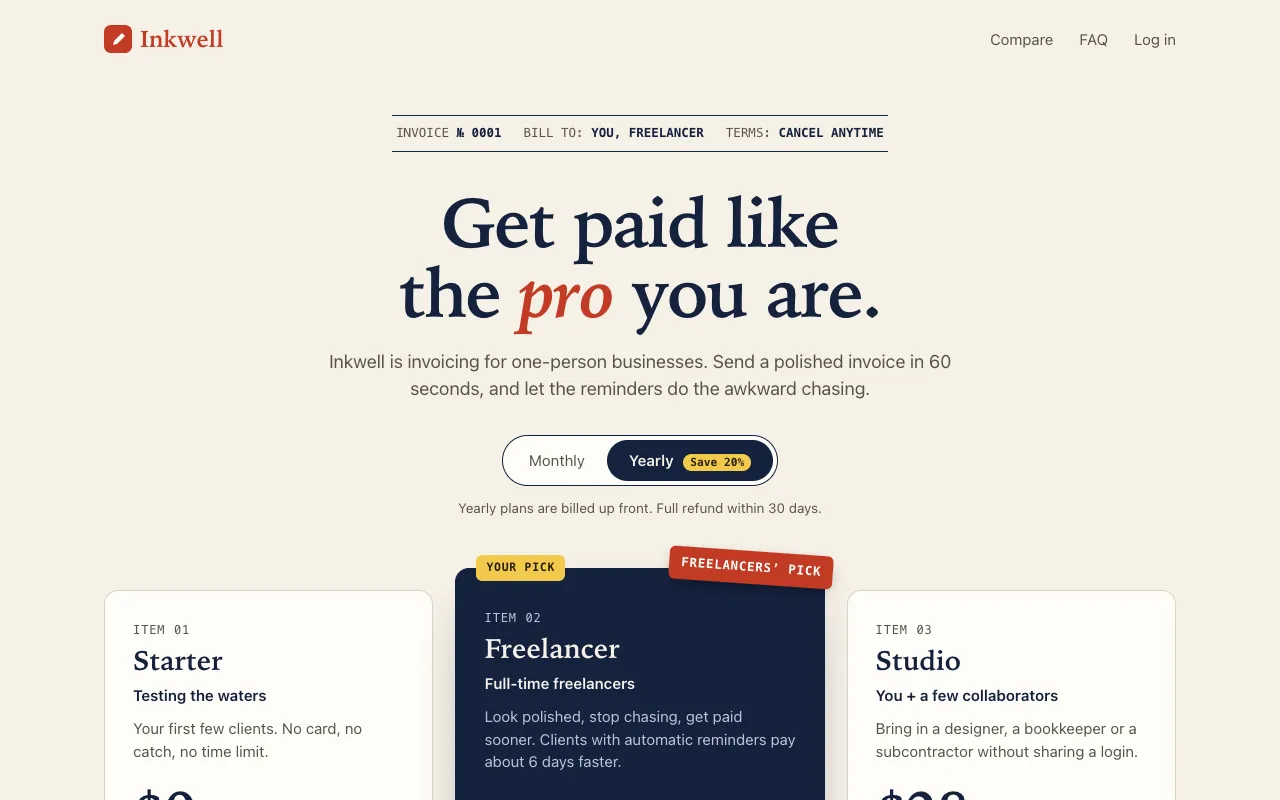 Inkwell
Compare FAQ Log in
INVOICE № 0001 BILL TO: YOU, FREELANCER TERMS: CANCEL ANYTIME
Get paid like
the pro you are.
Inkwell is invoicing for one-person businesses. Send a polished invoice in 60
seconds, and let the reminders do the awkward chasing.
Monthly Yearly Save 20%
Yearly plans are billed up front. Full refund within 30 days.
YOUR PICK
FREELANCERS’ PICK
ITEM 01
Starter
Testing the waters
Your first few clients. No card, no
catch, no time limit.
ITEM 02
Freelancer
Full-time freelancers
Look polished, stop chasing, get paid
sooner. Clients with automatic reminders pay
about 6 days faster.
ITEM 03
Studio
You + a few collaborators
Bring in a designer, a bookkeeper or a
subcontractor without sharing a login.